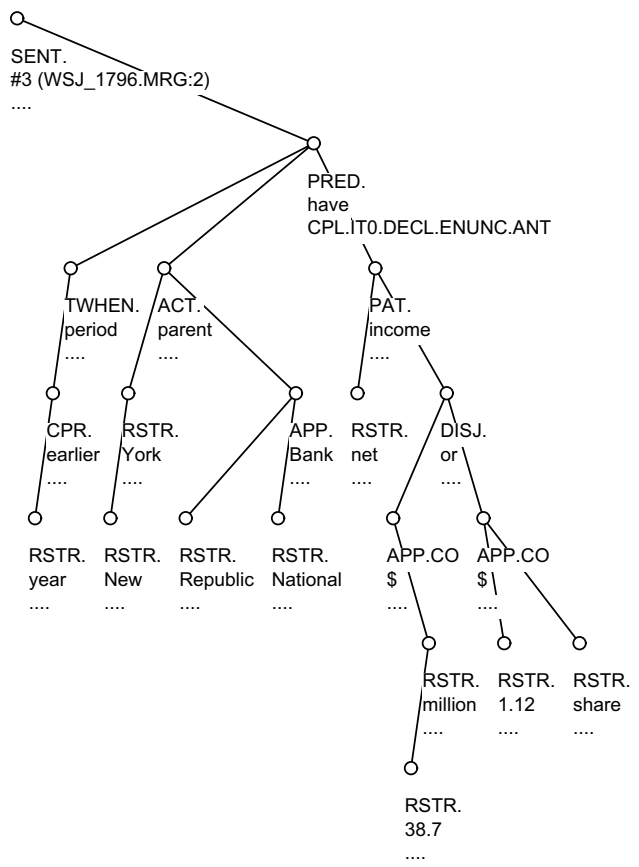 SENT.
#3 (WSJ_1796.MRG:2)
....
PRED.
have
CPL.IT0.DECL.ENUNC.ANT
TWHEN. ACT. PAT.
period parent income
.... .... ....
CPR. RSTR. APP. RSTR. DISJ.
earlier York Bank net or
.... .... .... .... ....
RSTR. RSTR. RSTR. RSTR. APP.CO APP.CO
year New Republic National $ $
.... .... .... .... .... ....
RSTR. RSTR. RSTR.
million 1.12 share
.... .... ....
RSTR.
38.7
....